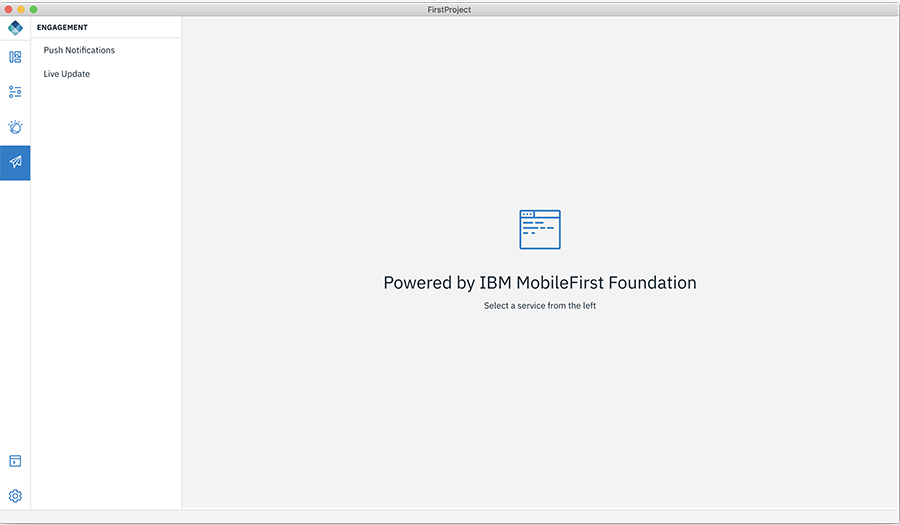 FirstProject
ENGAGEMENT
Push Notifications
Live Update
Powered by IBM MobileFirst Foundation
Select a service from the left